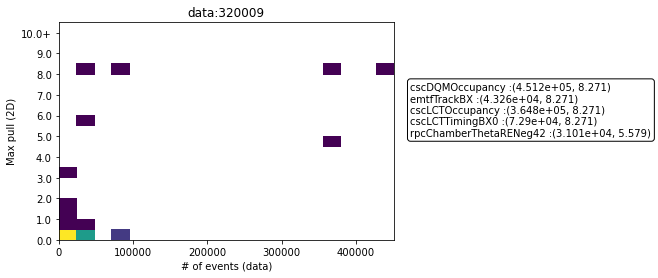 data:320009
10.0+
9.0
8.0
7.0
6.0
5.0
4.0
3.0
2.0
1.0
0.0
Max pull (2D)
0 100000 200000 300000 400000
# of events (data)
cscDQMOccupancy :(4.512e+05, 8.271)
emtfTrackBX :(4.326e+04, 8.271)
cscLCTOccupancy :(3.648e+05, 8.271)
cscLCTTimingBX0 :(7.29e+04, 8.271)
rpcChamberThetaRENeg42 :(3.101e+04, 5.579)